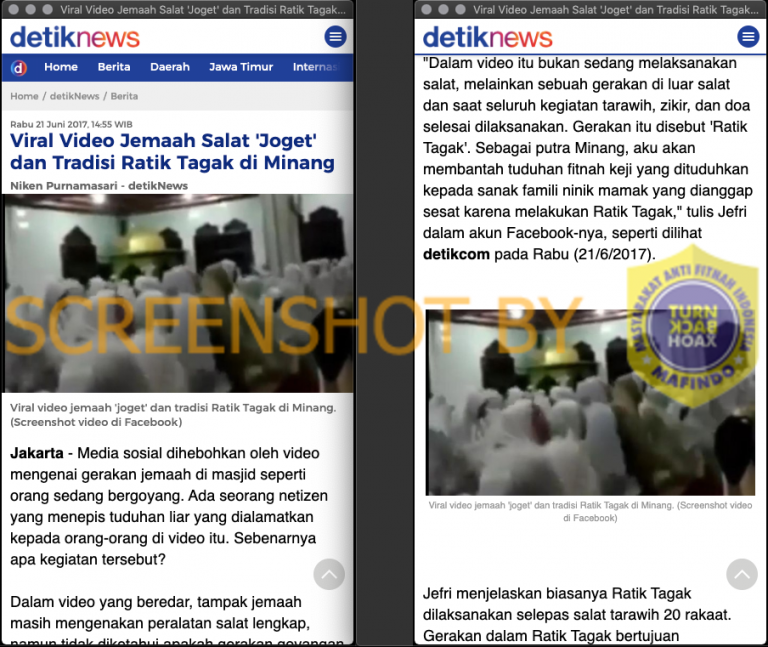 Viral Video Jemaah Salat 'Joget' dan Tradisi Ratik Tagak...
detiknews
d
Home Berita Daerah Jawa Timur Internas
Home / detikNews / Berita
Rabu 21 Juni 2017, 14:55 WIB
Viral Video Jemaah Salat 'Joget'
dan Tradisi Ratik Tagak di Minang
Niken Purnamasari - detikNews
Viral video jemaah 'joget' dan tradisi Ratik Tagak di Minang.
(Screenshot video di Facebook)
Jakarta - Media sosial dihebohkan oleh video
mengenai gerakan jemaah di masjid seperti
orang sedang bergoyang. Ada seorang netizen
yang menepis tuduhan liar yang dialamatkan
kepada orang-orang di video itu. Sebenarnya
apa kegiatan tersebut?
Dalam video yang beredar, tampak jemaah
masih mengenakan peralatan salat lengkap,
namun tidak diketahui apakah gerakan goyangan
Viral Video Jemaah Salat 'Joget' dan Tradisi Ratik Tagak...
detiknews
"Dalam video itu bukan sedang melaksanakan
salat, melainkan sebuah gerakan di luar salat
dan saat seluruh kegiatan tarawih, zikir, dan doa
selesai dilaksanakan. Gerakan itu disebut 'Ratik
Tagak'. Sebagai putra Minang, aku akan
membantah tuduhan fitnah keji yang dituduhkan
kepada sanak famili ninik mamak yang dianggap
sesat karena melakukan Ratik Tagak," tulis Jefri
dalam akun Facebook-nya, seperti dilihat
detikcom pada Rabu (21/6/2017).
Viral video jemaah 'joget' dan tradisi Ratik Tagak di Minang. (Screenshot video
di Facebook)
Jefri menjelaskan biasanya Ratik Tagak
dilaksanakan selepas salat tarawih 20 rakaat.
Gerakan dalam Ratik Tagak bertujuan
SCREENSHOT BY
MASYARAKAT ANTI FITNAH INDONESIA
TURN
BACK
HOAX
MAFINDO